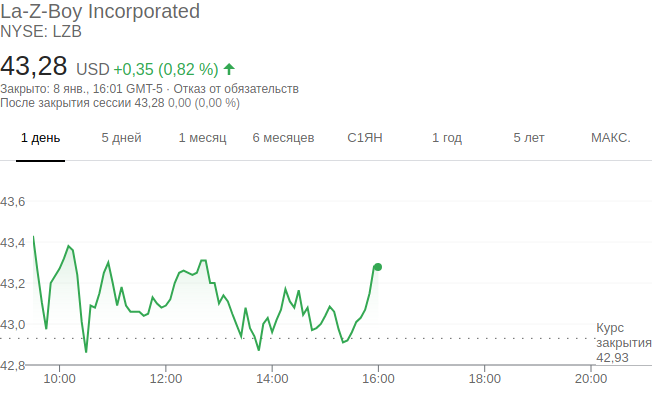 La-Z-Boy Incorporated
NYSE: LZB
43,28 USD +0,35 (0,82 %)
Закрыто: 8 янв., 16:01 GMT-5 · Отказ от обязательств
После закрытия сессии 43,28 0,00 (0,00 %)
1 день 5 дней 1 месяц 6 месяцев С1ЯН 1 год 5 лет МАКС.
43,6
43,4
43,2
43,0
42,8
Курс
закрытия
42,93
10:00 12:00 14:00 16:00 18:00 20:00